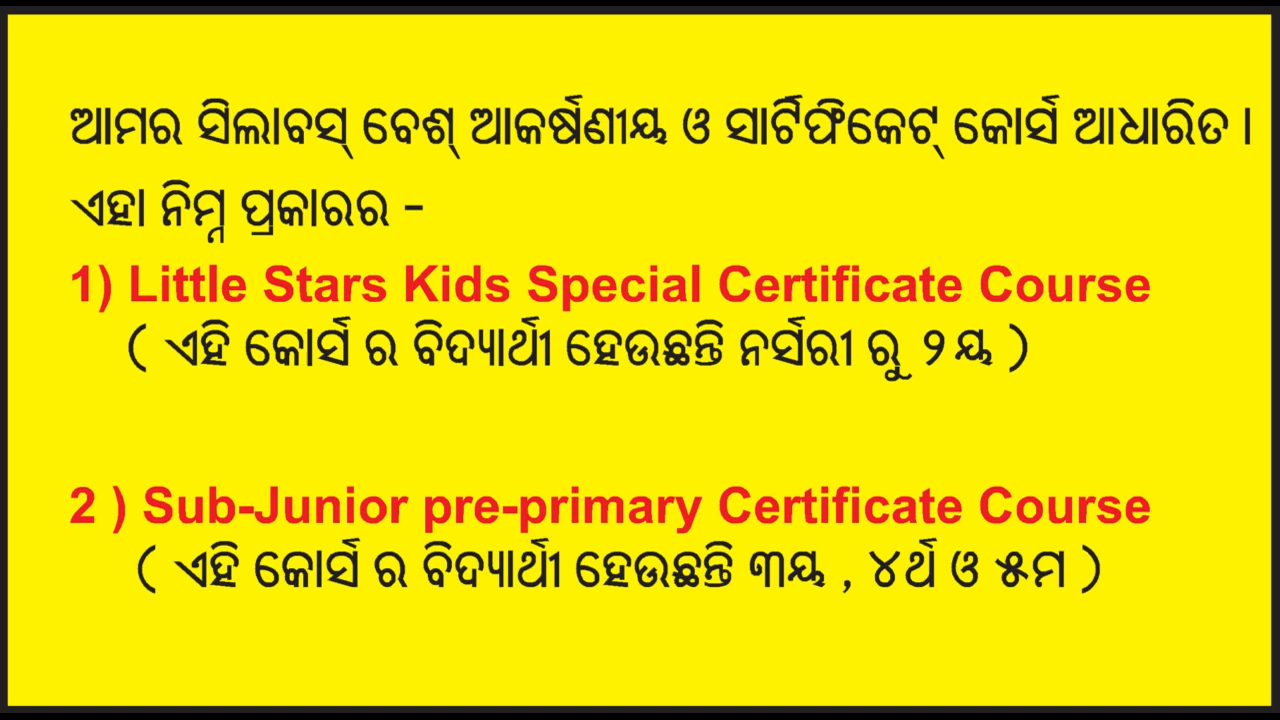 ଆମର ସିଲାବସ୍ ବେଶ୍ ଆକର୍ଷଣୀୟ ଓ ସାର୍ଟିଫିକେଟ୍ କୋର୍ସ ଆଧାରିତ ।
ଏହା ନିମ୍ନ ପ୍ରକାରର -
1) Little Stars Kids Special Certificate Course
( ଏହି କୋର୍ସ ର ବିଦ୍ୟାର୍ଥୀ ହେଉଛନ୍ତି ନର୍ସରୀ ରୁ ୨ୟ )
2 ) Sub-Junior pre-primary Certificate Course
( ଏହି କୋର୍ସ ର ବିଦ୍ୟାର୍ଥୀ ହେଉଛନ୍ତି ୩ୟ , ୪ର୍ଥ ଓ ୫ମ )